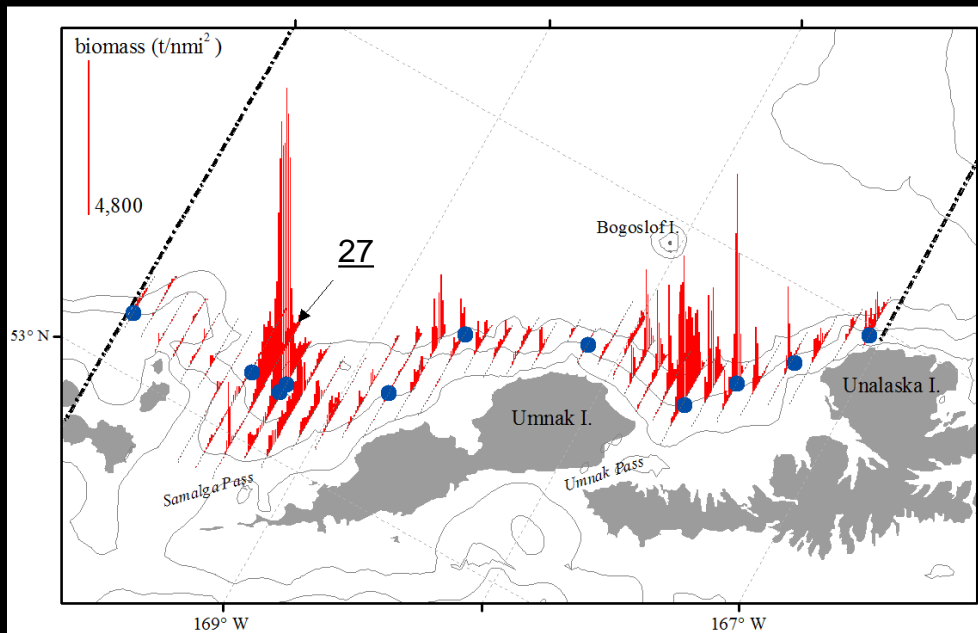 biomass (t/nmi²)
4,800
27
Bogoslof I.
53° N
Unalaska I.
Umnak I.
Umnak Pass
Samalga Pass
169° W
167° W